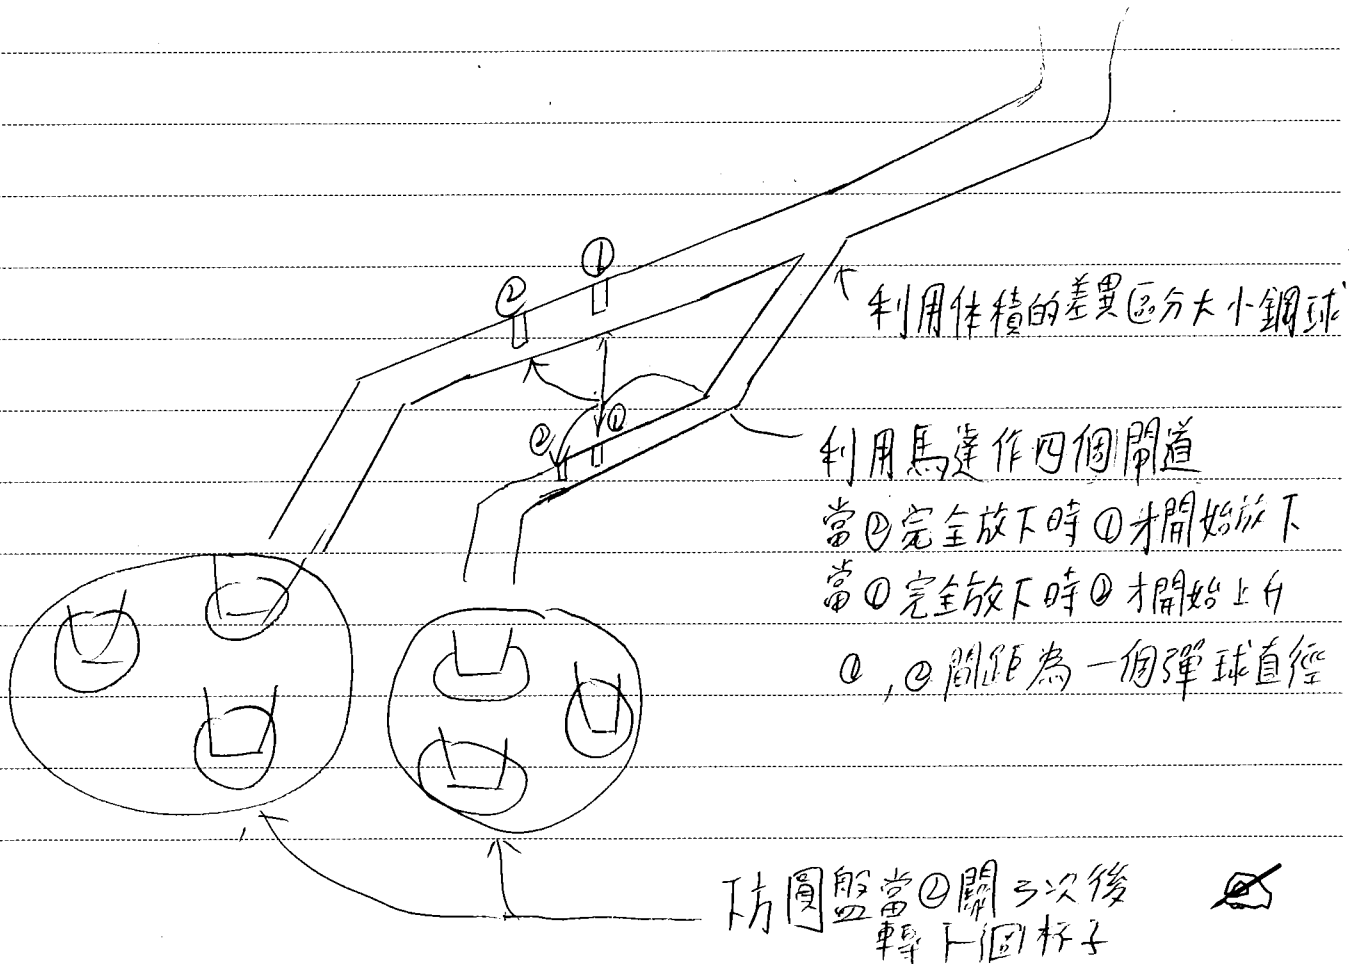 ② ①
利用体積的差異區分大小鋼球
② ①
利用馬達作四個閘道
當②完全放下時①才開始放下
當①完全放下時②才開始上升
①,②間距為一個彈球直徑
下方圓盤當②關3次後
轉下個杯子